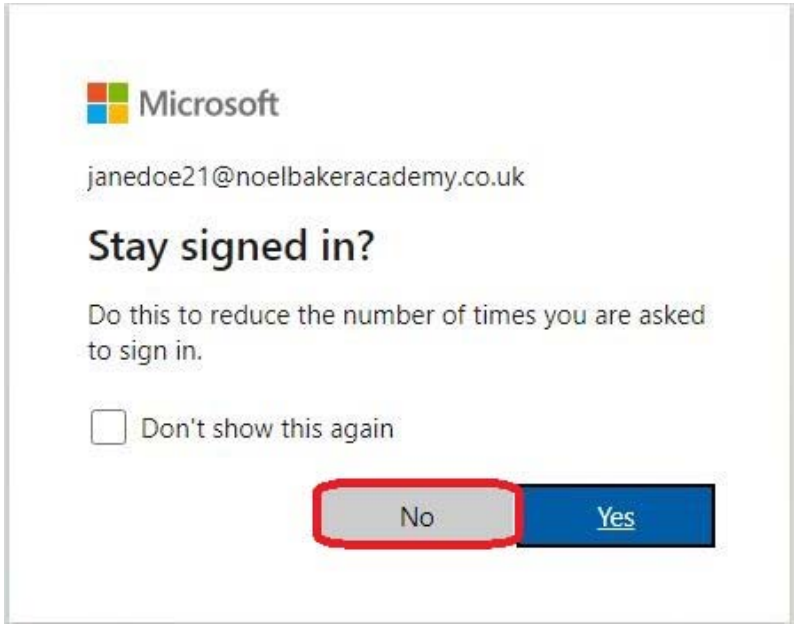 Microsoft
janedoe21@noelbakeracademy.co.uk
Stay signed in?
Do this to reduce the number of times you are asked
to sign in.
Don't show this again
No
Yes